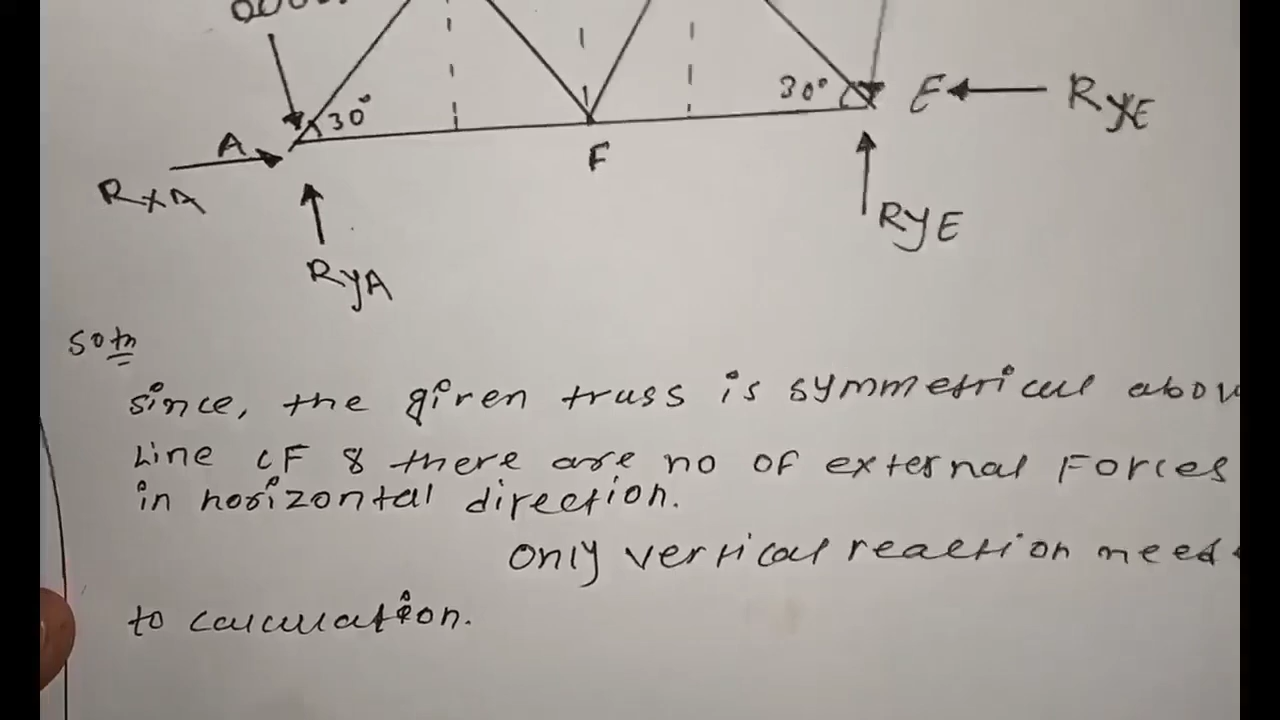 30°
30°
A
E
RxE
RxA
F
RyE
RyA
Soln
since, the given truss is symmetrical abov
Line CF & there are no of external Forces
in horizontal direction.
only vertical reaction need
to calculation.